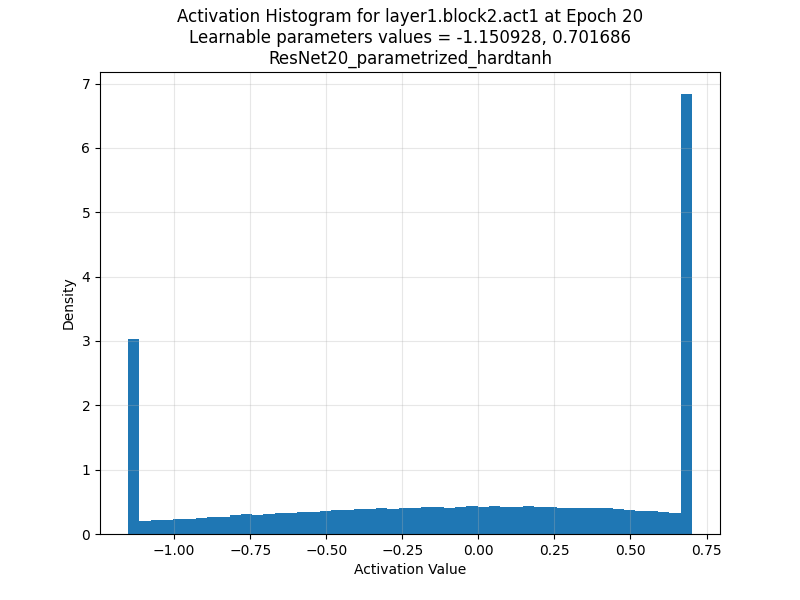 Activation Histogram for layer1.block2.act1 at Epoch 20
Learnable parameters values = -1.150928, 0.701686
ResNet20_parametrized_hardtanh
7
6
5
4
3
2
1
0
Density
−1.00 −0.75 −0.50 −0.25 0.00 0.25 0.50 0.75
Activation Value